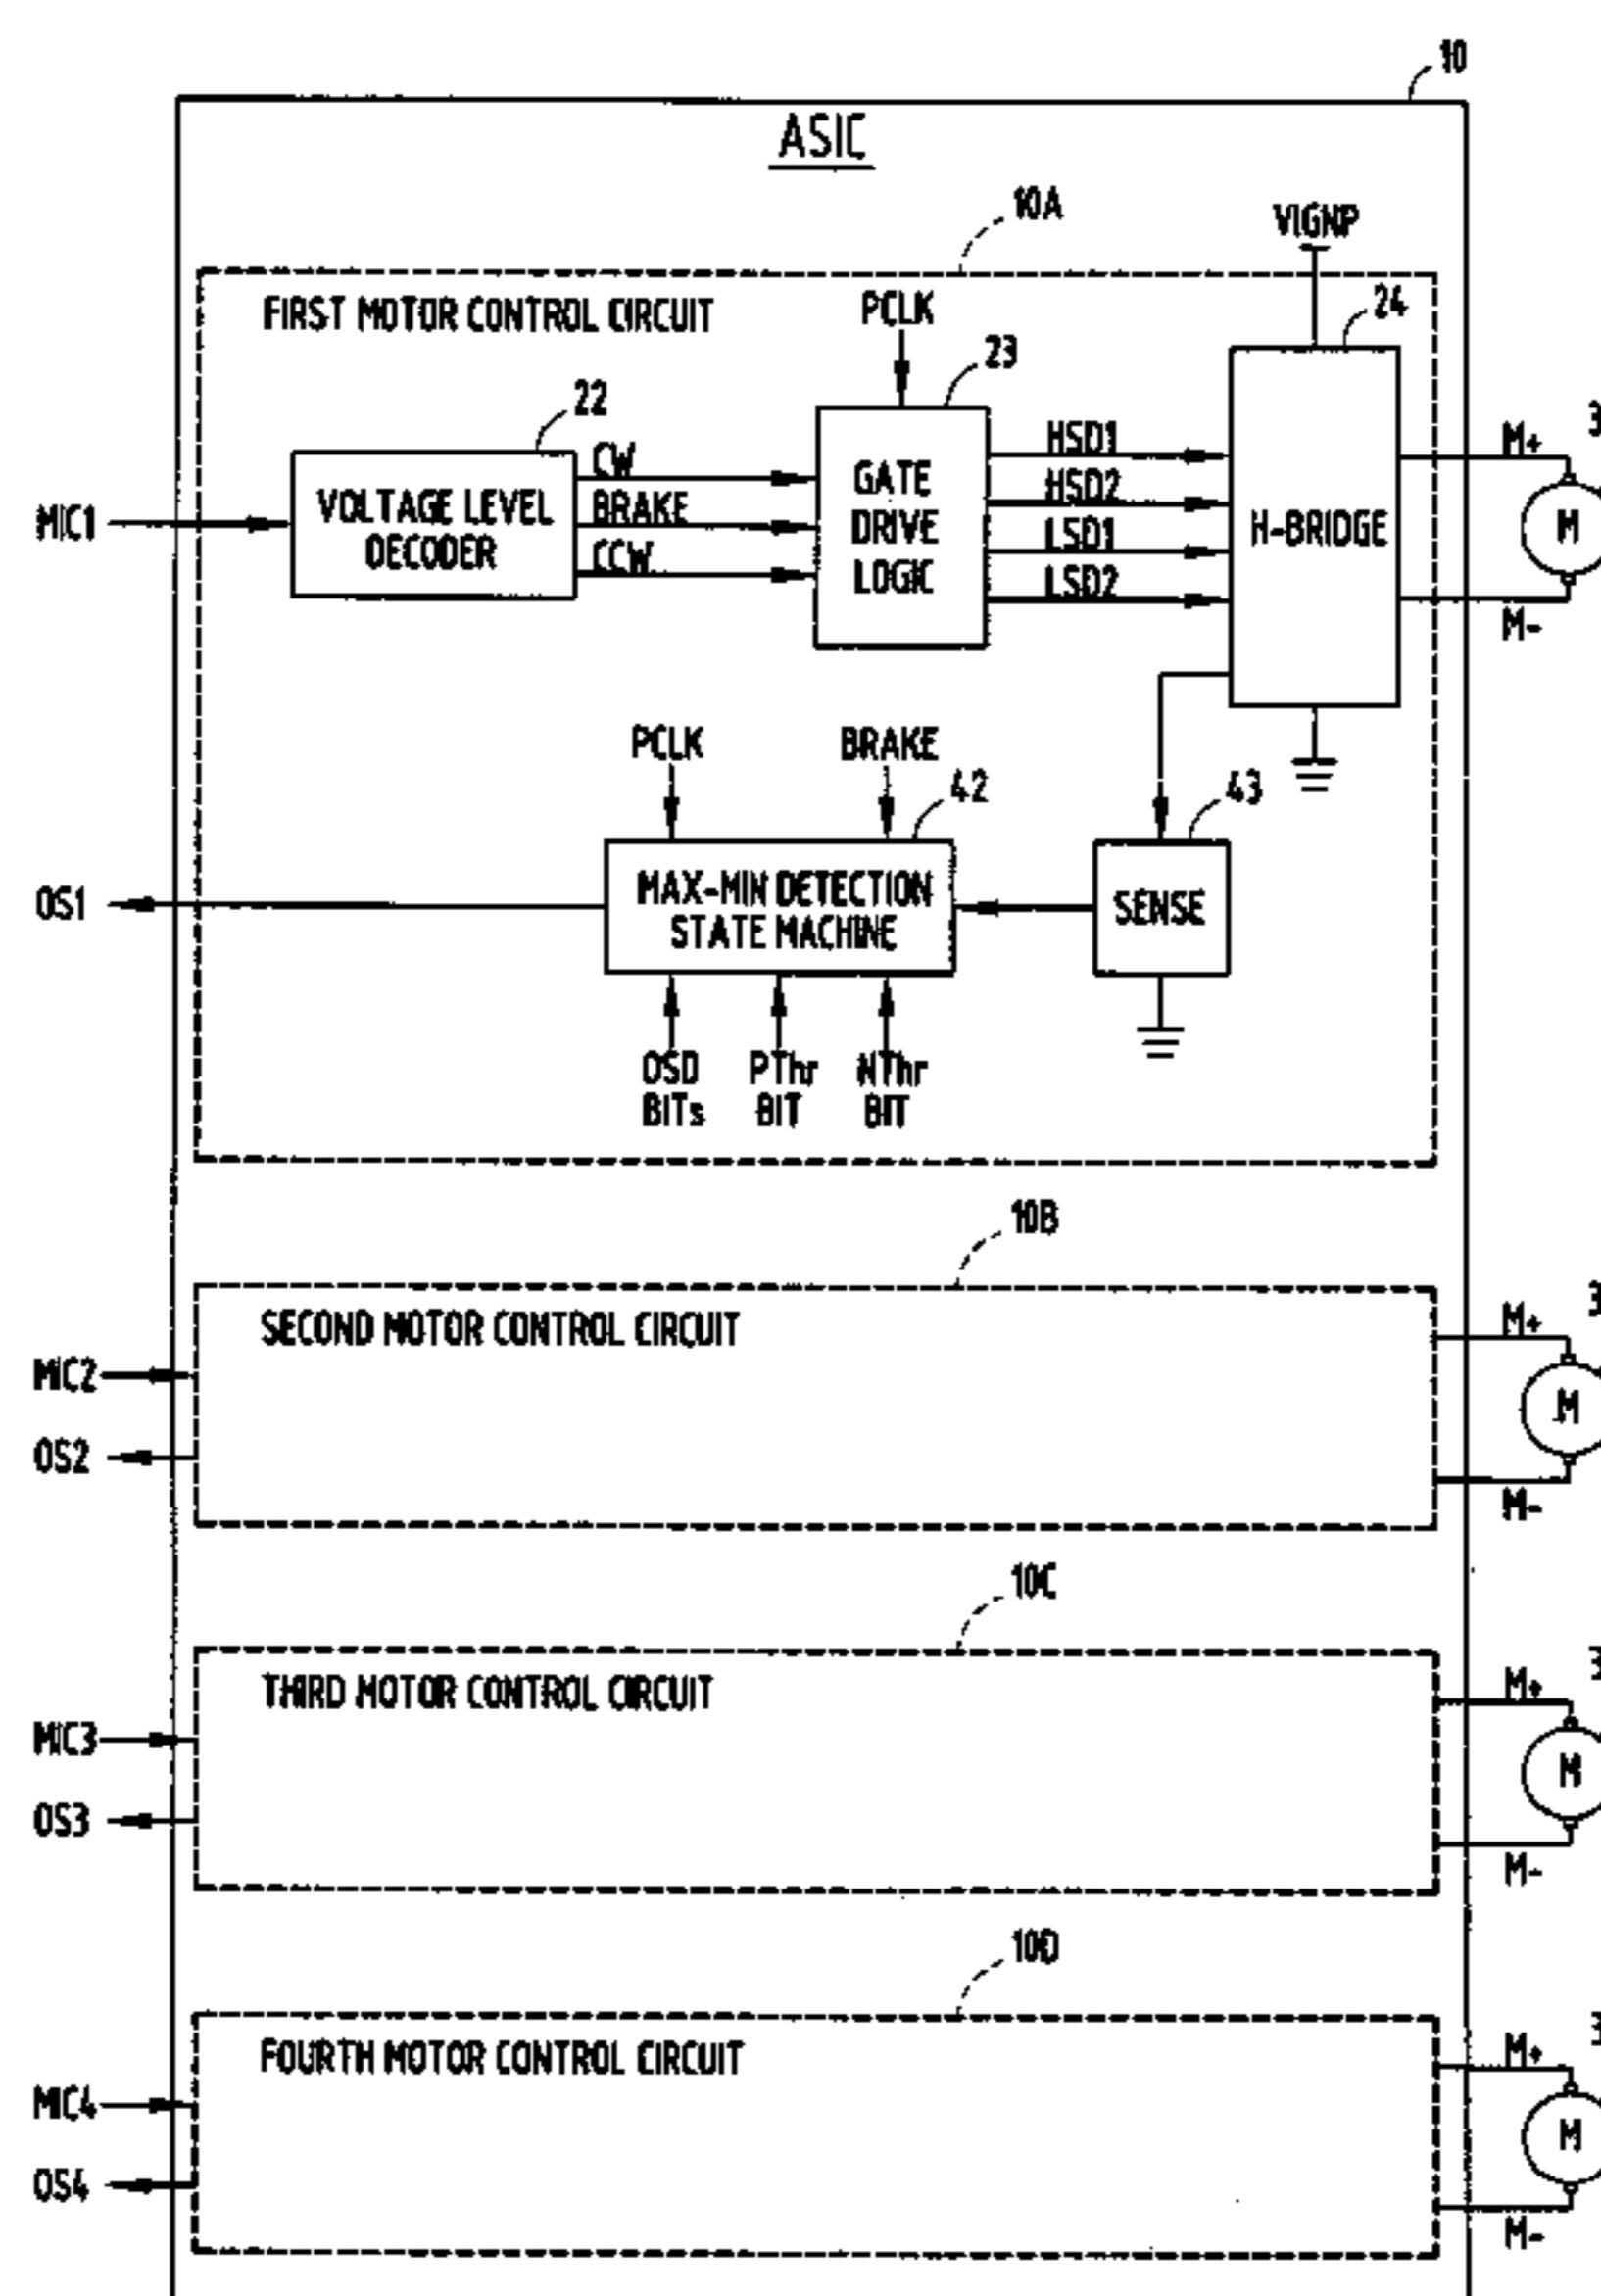 10
ASIC
10A
VIGNP
FIRST MOTOR CONTROL CIRCUIT
PCLK
24
23
22
HSD1
M+
CW
HSD2
MIC1
VOLTAGE LEVEL
DECODER
BRAKE
GATE
DRIVE
LOGIC
LSD1
H-BRIDGE
M
CCW
LSD2
M-
PCLK
BRAKE
42
43
OS1
MAX-MIN DETECTION
STATE MACHINE
SENSE
OSD
BITs
PThr
BIT
NThr
BIT
10B
SECOND MOTOR CONTROL CIRCUIT
M+
MIC2
M
OS2
M-
10C
THIRD MOTOR CONTROL CIRCUIT
M+
MIC3
M
OS3
M-
10D
FOURTH MOTOR CONTROL CIRCUIT
M+
MIC4
M
OS4
M-